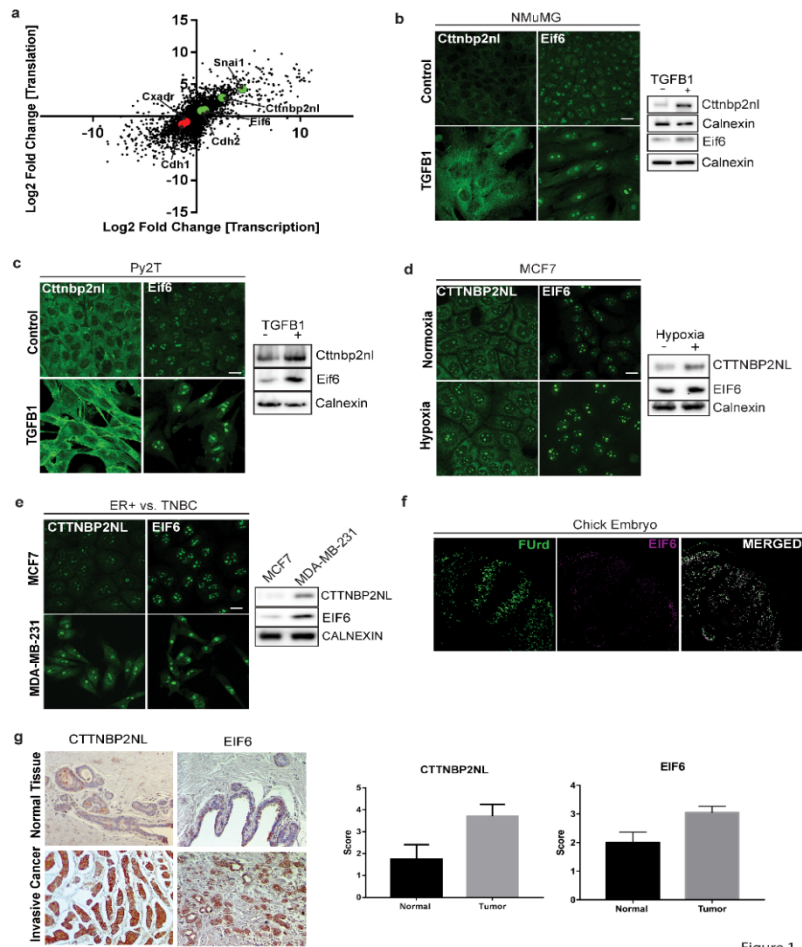 a
Log2 Fold Change [Translation]
15
10
5
0
-5
-10
-15
-10
10
Snai1
Cxadr
Cttnbp2nl
Eif6
Cdh2
Cdh1
Log2 Fold Change [Transcription]
b
NMuMG
Cttnbp2nl
Eif6
Control
TGFB1
TGFB1
- +
Cttnbp2nl
Calnexin
Eif6
Calnexin
c
Py2T
Cttnbp2nl
Eif6
Control
TGFB1
TGFB1
- +
Cttnbp2nl
Eif6
Calnexin
d
MCF7
CTTNBP2NL
EIF6
Normoxia
Hypoxia
Hypoxia
- +
CTTNBP2NL
EIF6
Calnexin
e
ER+ vs. TNBC
CTTNBP2NL
EIF6
MCF7
MDA-MB-231
MCF7
MDA-MB-231
CTTNBP2NL
EIF6
CALNEXIN
f
Chick Embryo
FUrd
EIF6
MERGED
g
CTTNBP2NL
EIF6
Normal Tissue
Invasive Cancer
CTTNBP2NL
Score
5
4
3
2
1
0
Normal
Tumor
EIF6
Score
4
3
2
1
0
Normal
Tumor
Figure 1